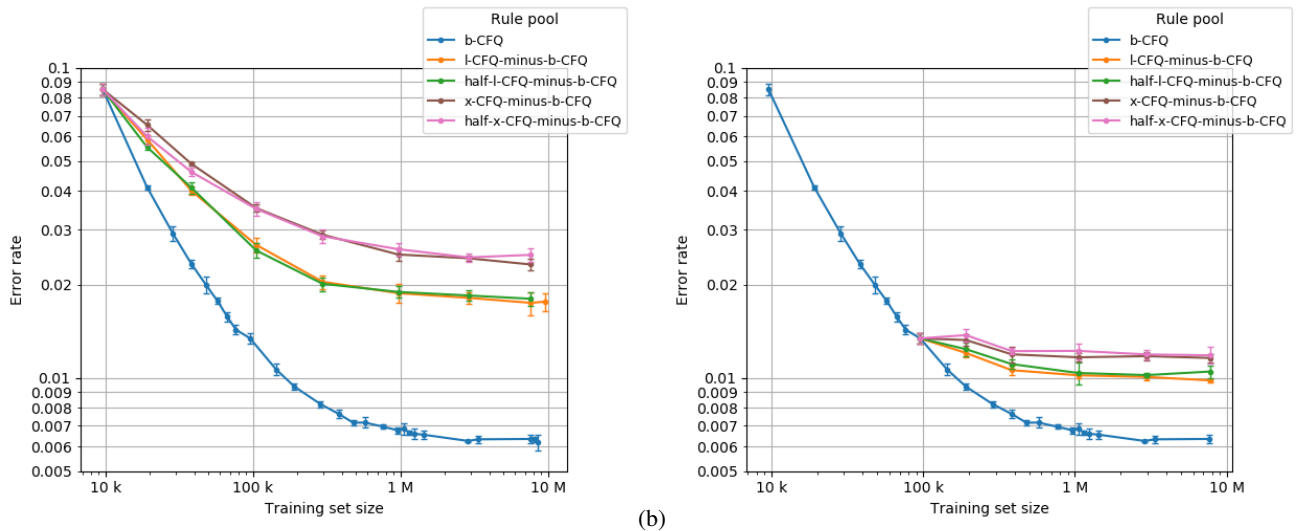 Rule pool
b-CFQ
l-CFQ-minus-b-CFQ
half-l-CFQ-minus-b-CFQ
x-CFQ-minus-b-CFQ
half-x-CFQ-minus-b-CFQ
0.1
0.09
0.08
0.07
0.06
0.05
0.04
0.03
0.02
0.01
0.009
0.008
0.007
0.006
0.005
Error rate
10 k
100 k
1 M
10 M
Training set size
(b)
Rule pool
b-CFQ
l-CFQ-minus-b-CFQ
half-l-CFQ-minus-b-CFQ
x-CFQ-minus-b-CFQ
half-x-CFQ-minus-b-CFQ
0.1
0.09
0.08
0.07
0.06
0.05
0.04
0.03
0.02
0.01
0.009
0.008
0.007
0.006
0.005
Error rate
10 k
100 k
1 M
10 M
Training set size